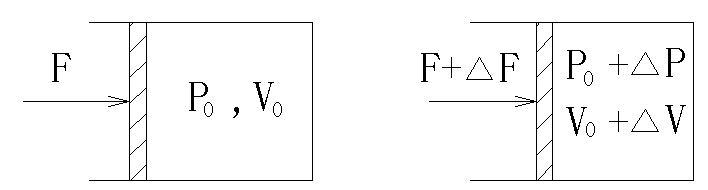 F
P₀ , V₀
F+△F
P₀ +△P
V₀ +△V